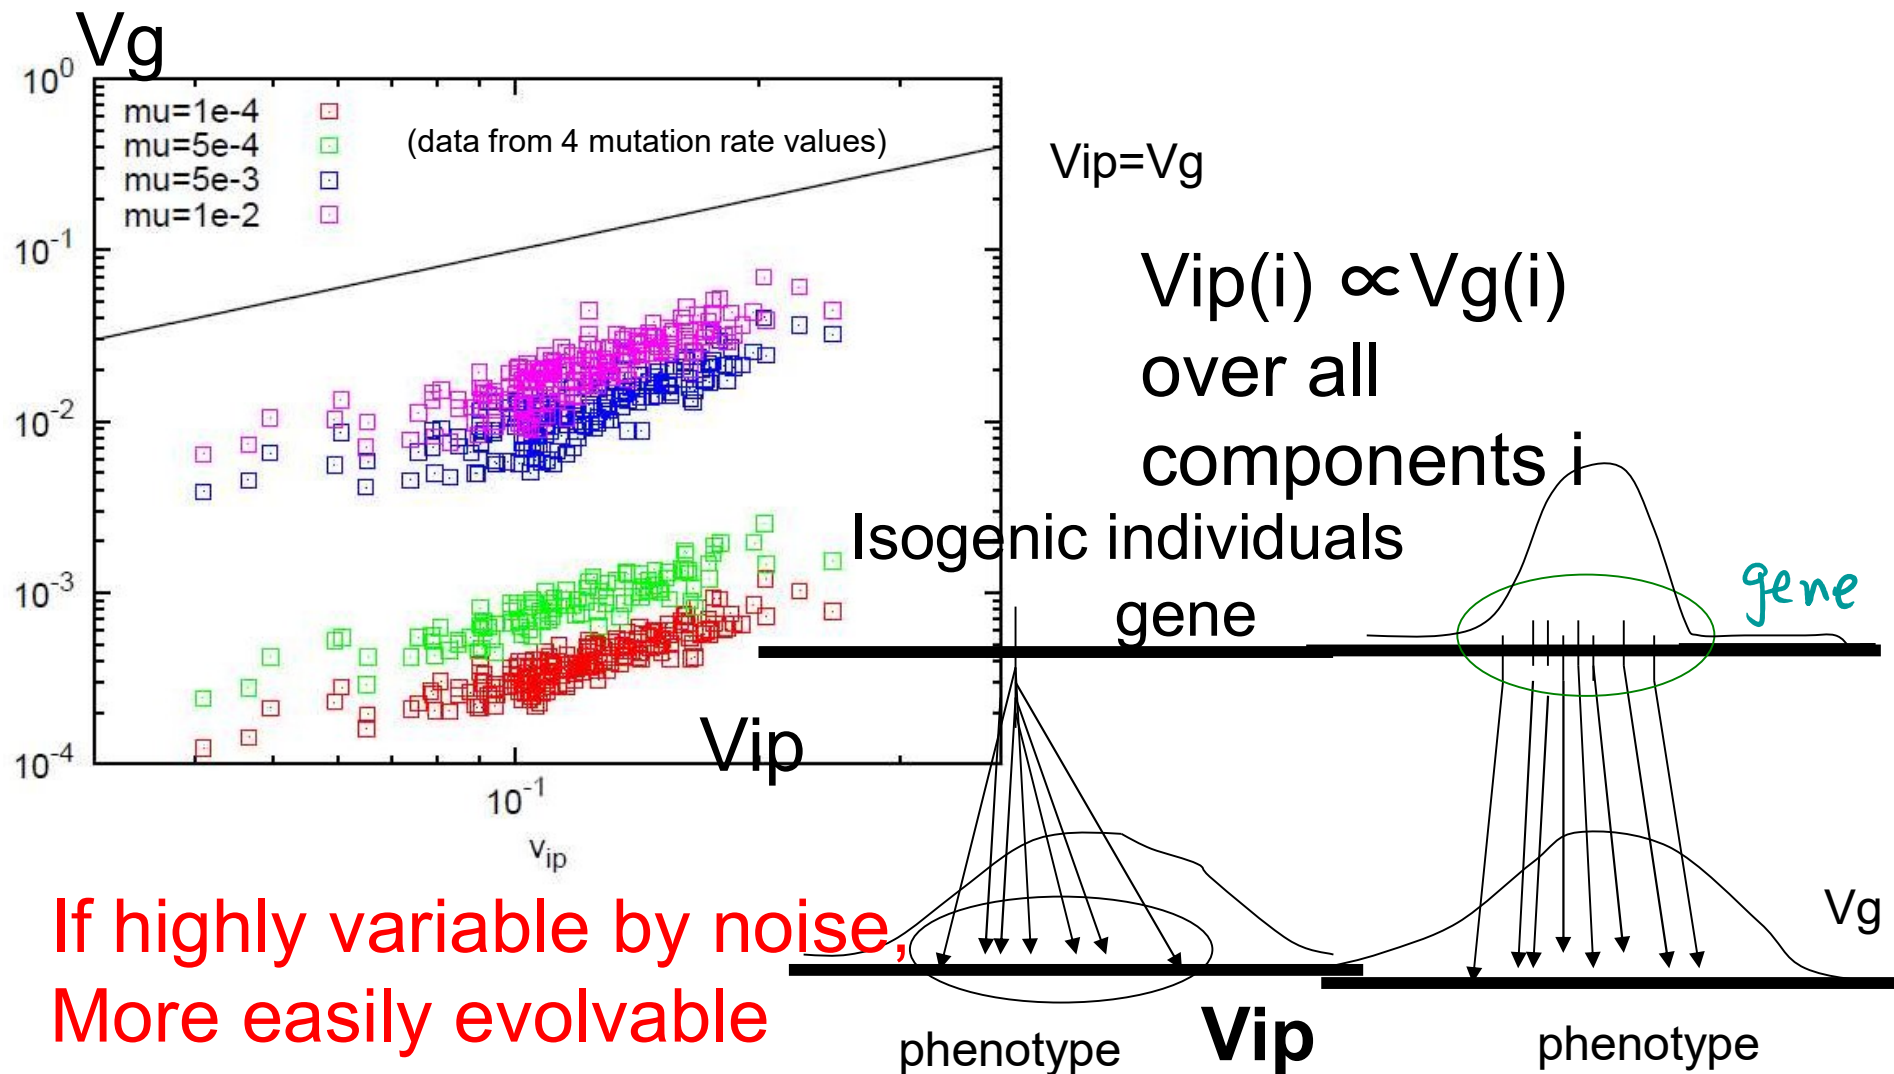 Vg
10^0
mu=1e-4
mu=5e-4
mu=5e-3
mu=1e-2
(data from 4 mutation rate values)
10^-1
10^-2
10^-3
10^-4
10^-1
v_ip
Vip
Vip=Vg
Vip(i) ∝Vg(i)
over all
components i
Isogenic individuals
gene
gene
Vg
If highly variable by noise,
More easily evolvable
phenotype
Vip
phenotype